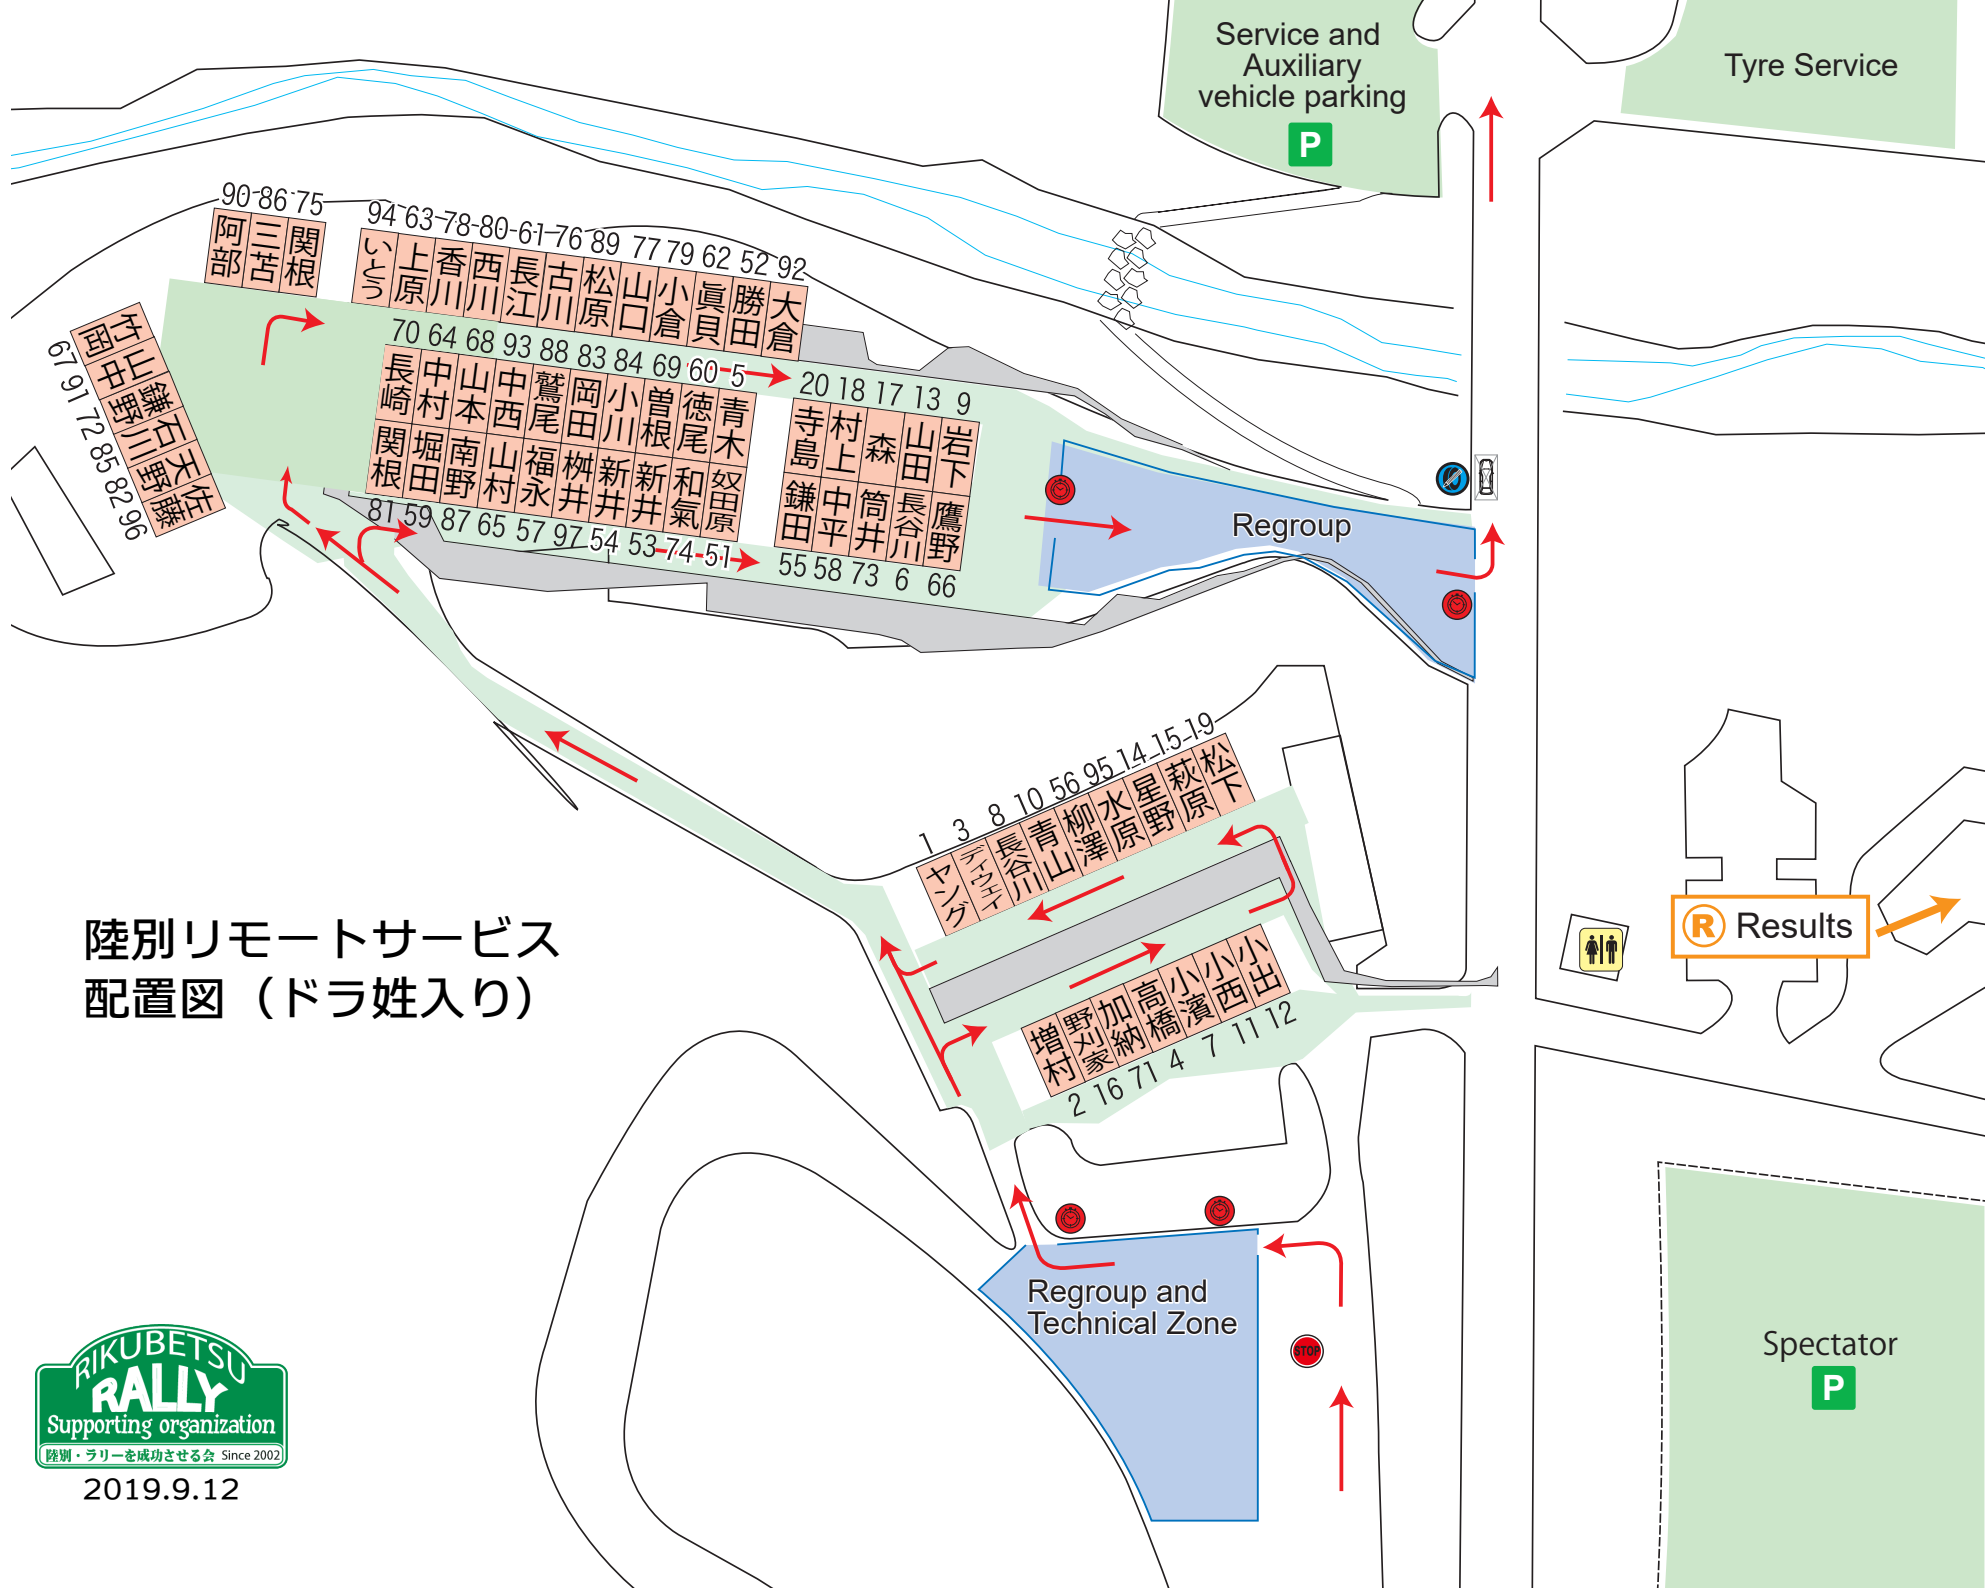 Service and
Auxiliary
vehicle parking
P
Tyre Service
90 86 75
阿部 三苫 関根
94 63 78 80 61 76 89 77 79 62 52 92
いとう 上原 香川 西川 長江 古川 松原 山口 小倉 眞貝 勝田 大倉
竹岡 山中 鎌野 石川 天野 佐藤
67 91 72 85 82 96
70 64 68 93 88 83 84 69 60 5
長崎 中村 山本 中西 鷲尾 岡田 小川 曽根 徳尾 青木
関根 堀田 南野 山村 福永 桝井 新井 新井 和氣 奴田原
81 59 87 65 57 97 54 53 74 51
20 18 17 13 9
寺島 村上 森 山田 岩下
鎌田 中平 筒井 長谷川 鷹野
55 58 73 6 66
Regroup
1 3 8 10 56 95 14 15 19
ヤング ディウェイ 長谷川 青山 柳澤 水原 星野 萩原 松下
増村 野刈家 加納 高橋 小濱 小西 小出
2 16 71 4 7 11 12
R Results
陸別リモートサービス
配置図（ドラ姓入り）
Regroup and
Technical Zone
STOP
Spectator
P
RIKUBETSU
RALLY
Supporting organization
陸別・ラリーを成功させる会 Since 2002
2019.9.12